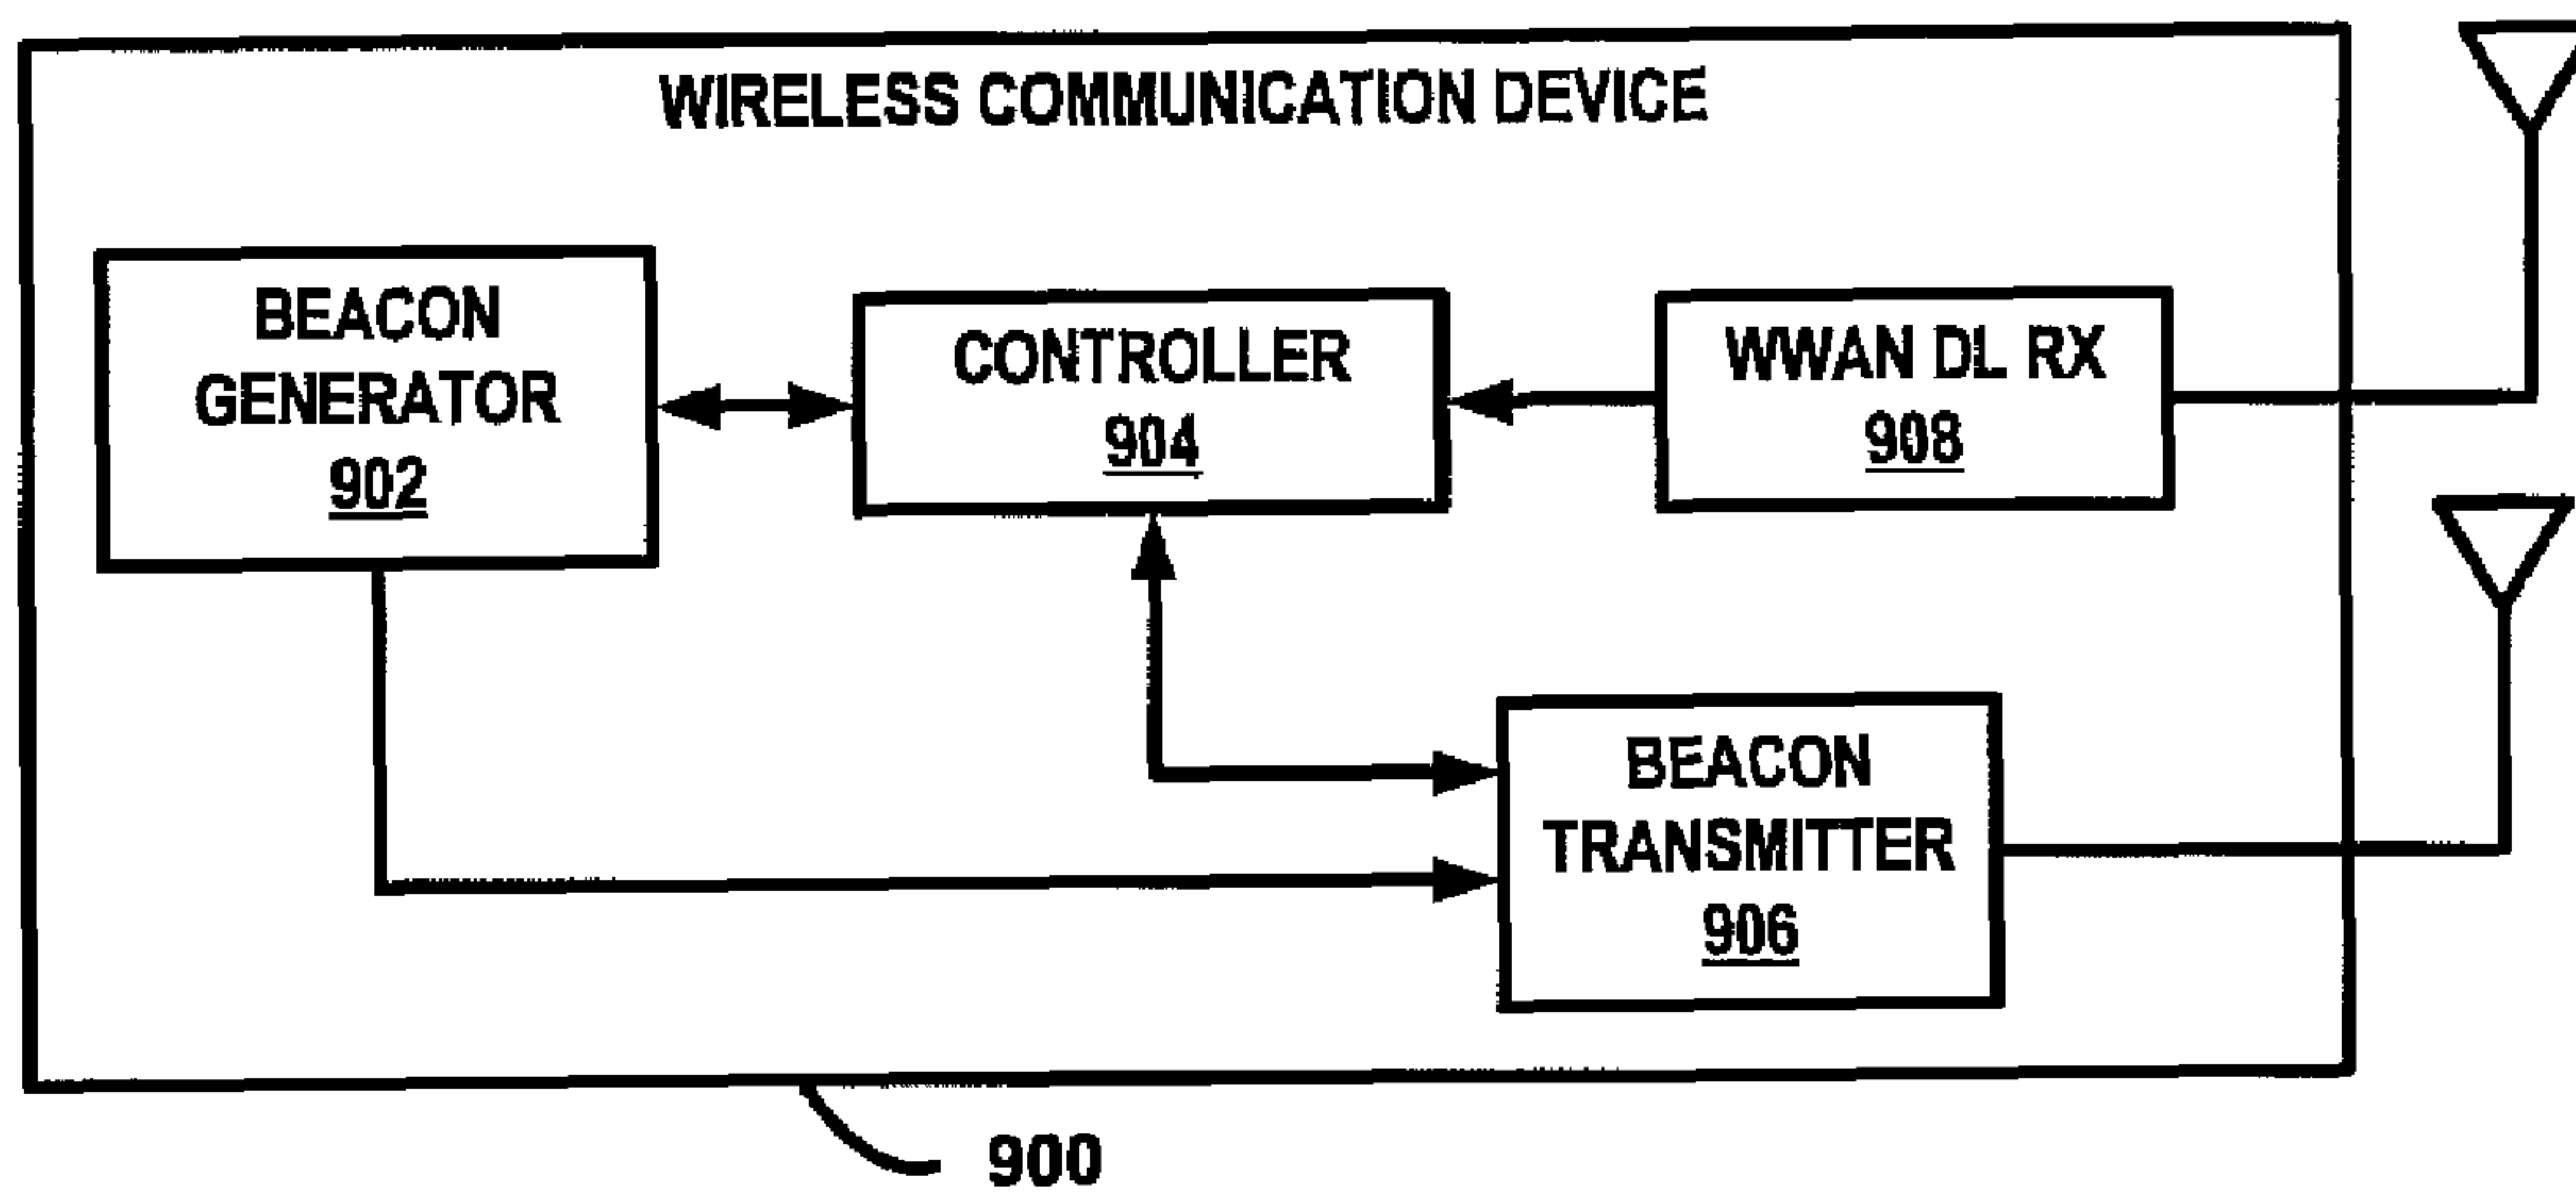 WIRELESS COMMUNICATION DEVICE
BEACON
GENERATOR
902
CONTROLLER
904
WWAN DL RX
908
BEACON
TRANSMITTER
906
900